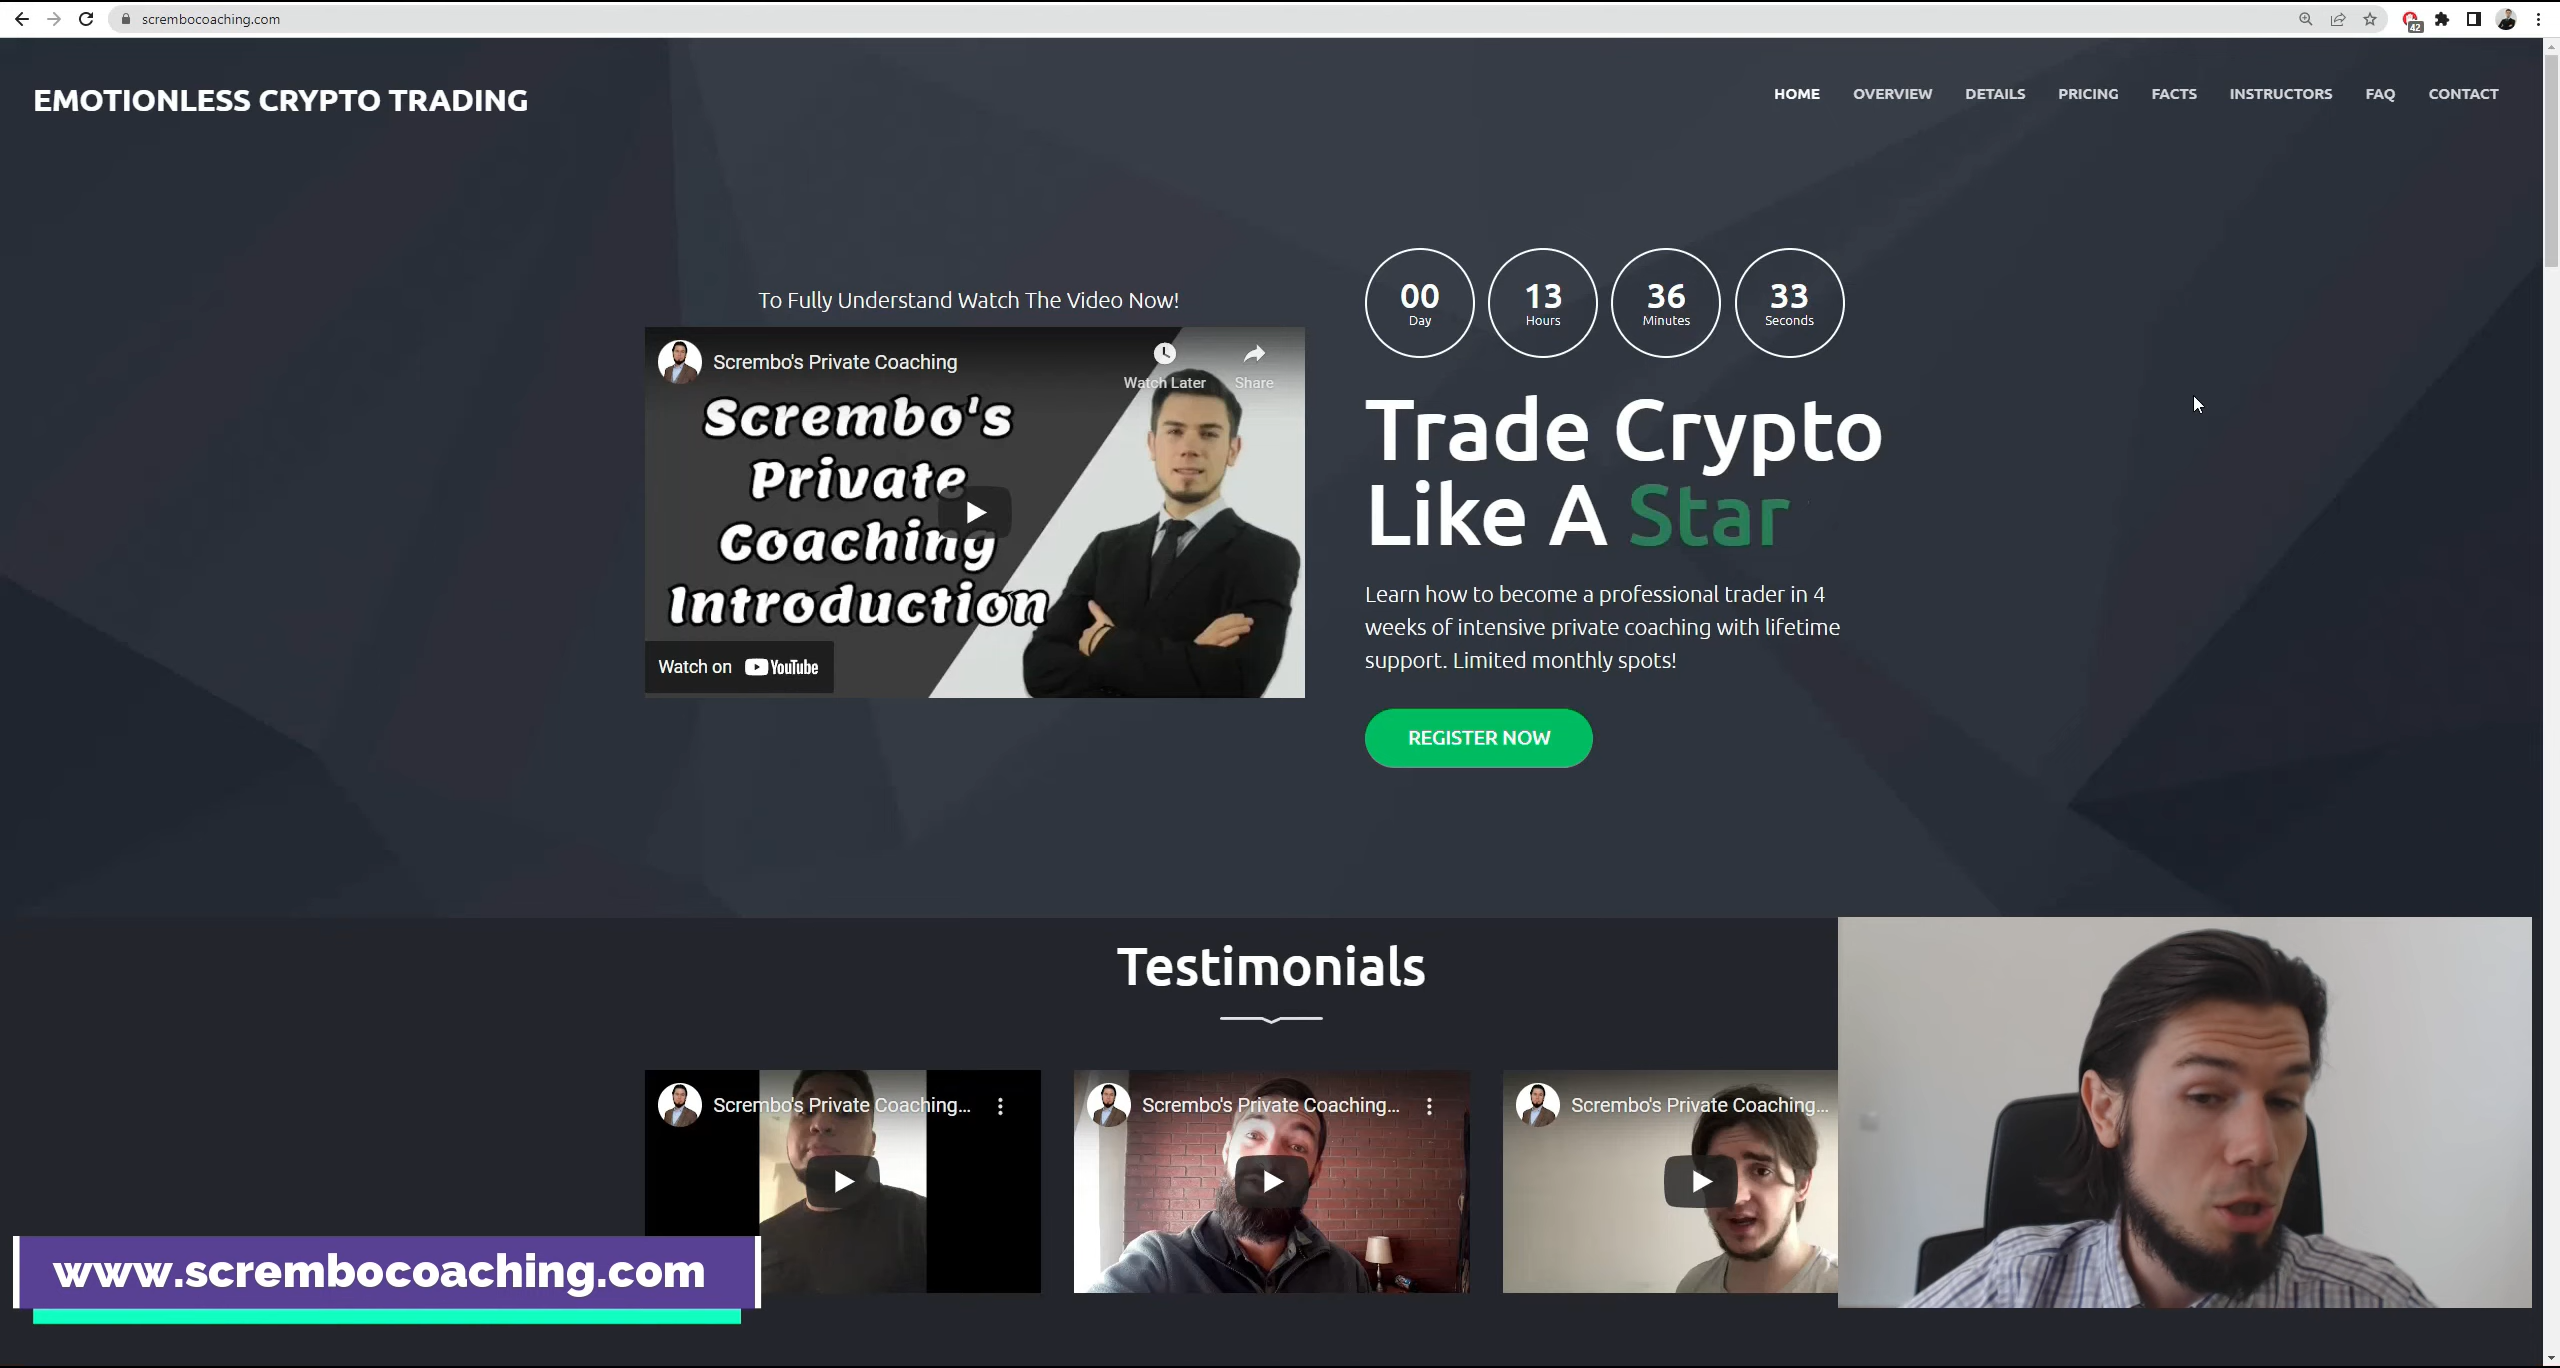 scrembocoaching.com
42
EMOTIONLESS CRYPTO TRADING
HOME OVERVIEW DETAILS PRICING FACTS INSTRUCTORS FAQ CONTACT
To Fully Understand Watch The Video Now!
Scrembo's Private Coaching
Watch Later
Share
Scrembo's
Private
Coaching
Introduction
Watch on YouTube
00
Day
13
Hours
36
Minutes
33
Seconds
Trade Crypto
Like A Star
Learn how to become a professional trader in 4
weeks of intensive private coaching with lifetime
support. Limited monthly spots!
REGISTER NOW
Testimonials
Scrembo's Private Coaching...
Scrembo's Private Coaching...
Scrembo's Private Coaching...
www.scrembocoaching.com